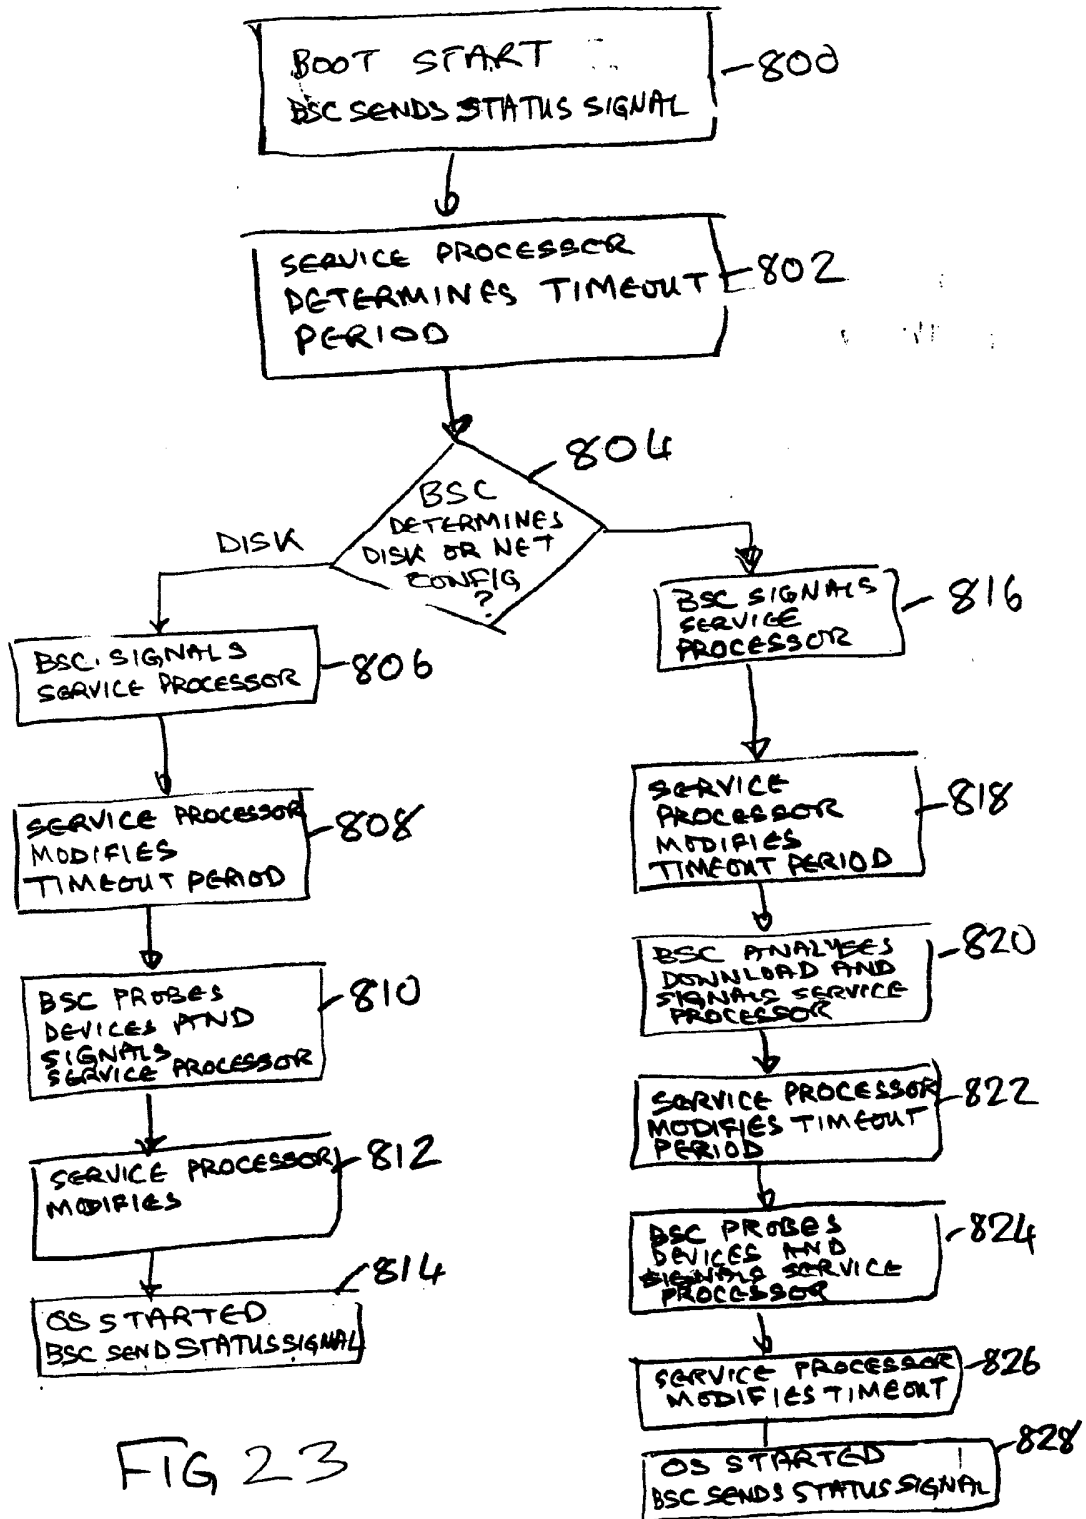 BOOT START
BSC SENDS STATUS SIGNAL
800
SERVICE PROCESSOR
DETERMINES TIMEOUT
PERIOD
802
804
BSC
DETERMINES
DISK OR NET
CONFIG
?
DISK
BSC SIGNALS
SERVICE PROCESSOR
806
SERVICE PROCESSOR
MODIFIES
TIMEOUT PERIOD
808
BSC PROBES
DEVICES AND
SIGNALS
SERVICE PROCESSOR
810
SERVICE PROCESSOR
MODIFIES
812
814
OS STARTED
BSC SEND STATUS SIGNAL
BSC SIGNALS
SERVICE
PROCESSOR
816
SERVICE
PROCESSOR
MODIFIES
TIMEOUT PERIOD
818
BSC ANALYSES
DOWNLOAD AND
SIGNALS SERVICE
PROCESSOR
820
SERVICE PROCESSOR
MODIFIES TIMEOUT
PERIOD
822
BSC PROBES
DEVICES AND
SIGNALS SERVICE
PROCESSOR
824
SERVICE PROCESSOR
MODIFIES TIMEOUT
826
OS STARTED
BSC SENDS STATUS SIGNAL
828
FIG 23